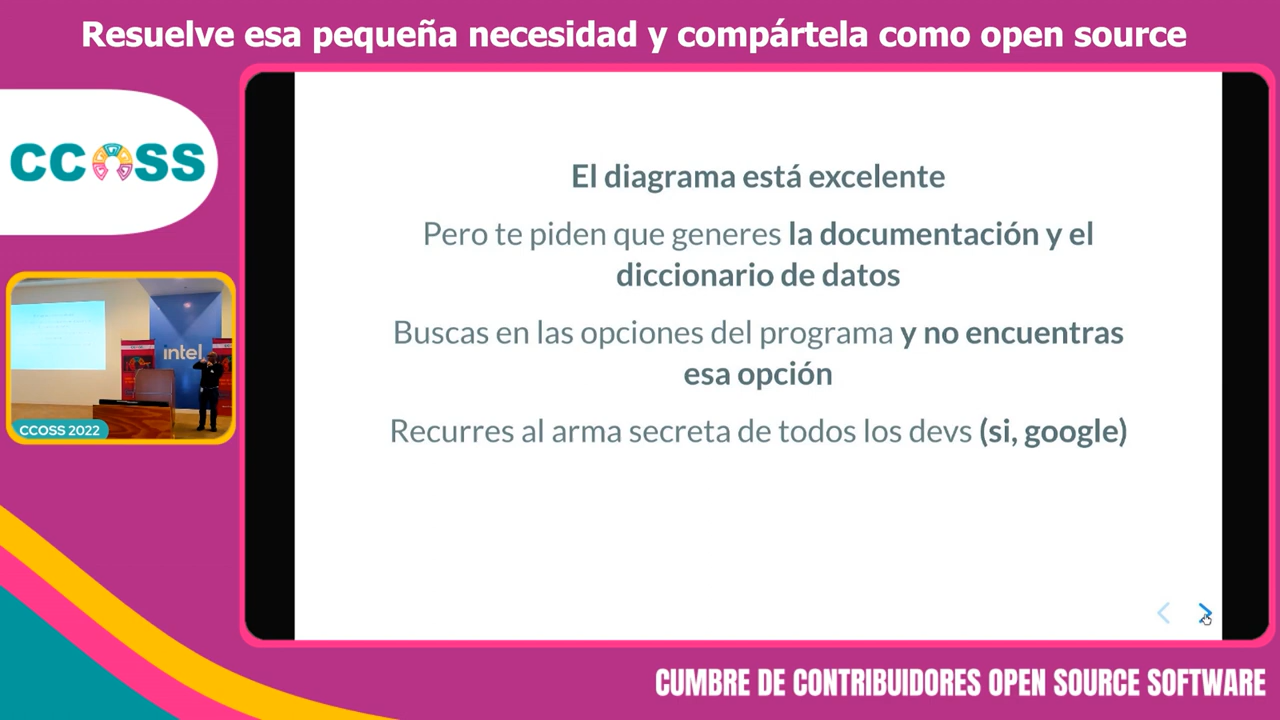 Resuelve esa pequeña necesidad y compártela como open source
CCOSS
El diagrama está excelente
Pero te piden que generes la documentación y el
diccionario de datos
Buscas en las opciones del programa y no encuentras
esa opción
Recurres al arma secreta de todos los devs (si, google)
intel
CCOSS 2022
CUMBRE DE CONTRIBUIDORES OPEN SOURCE SOFTWARE